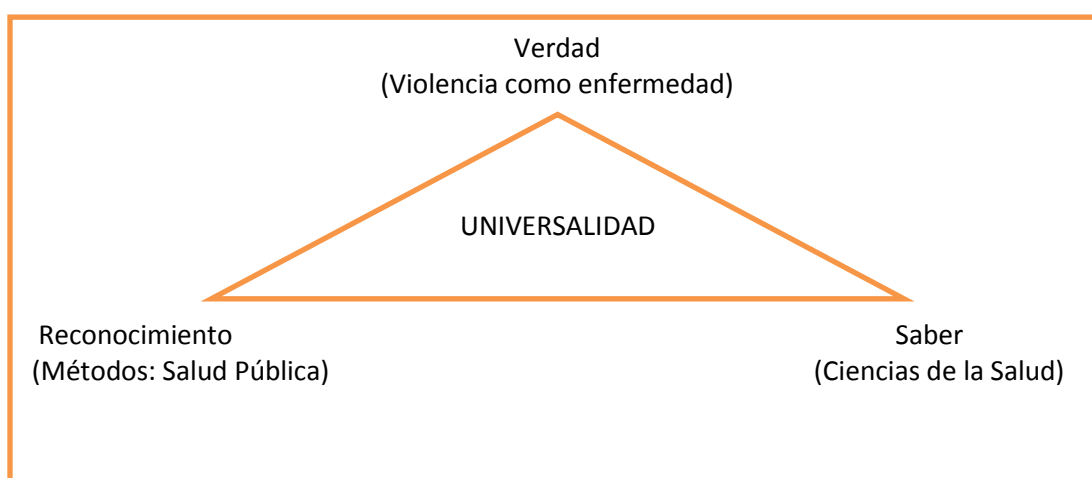 Verdad
(Violencia como enfermedad)
UNIVERSALIDAD
Reconocimiento
(Métodos: Salud Pública)
Saber
(Ciencias de la Salud)